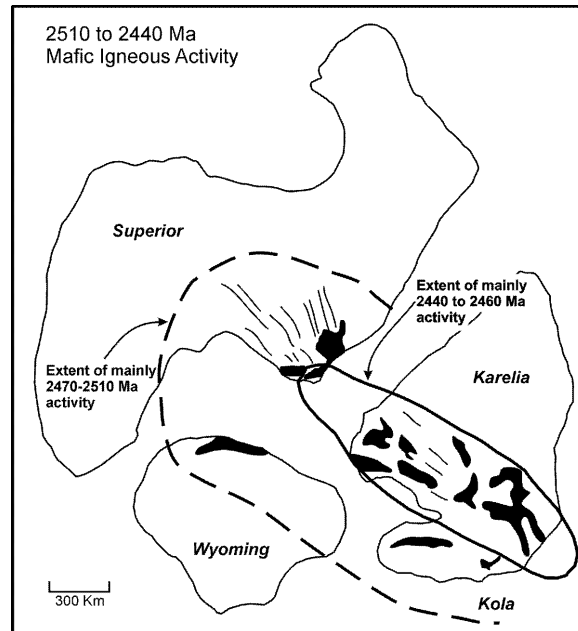 2510 to 2440 Ma
Mafic Igneous Activity
Superior
Extent of mainly
2440 to 2460 Ma
activity
Extent of mainly
2470-2510 Ma
activity
Karelia
Wyoming
Kola
300 Km